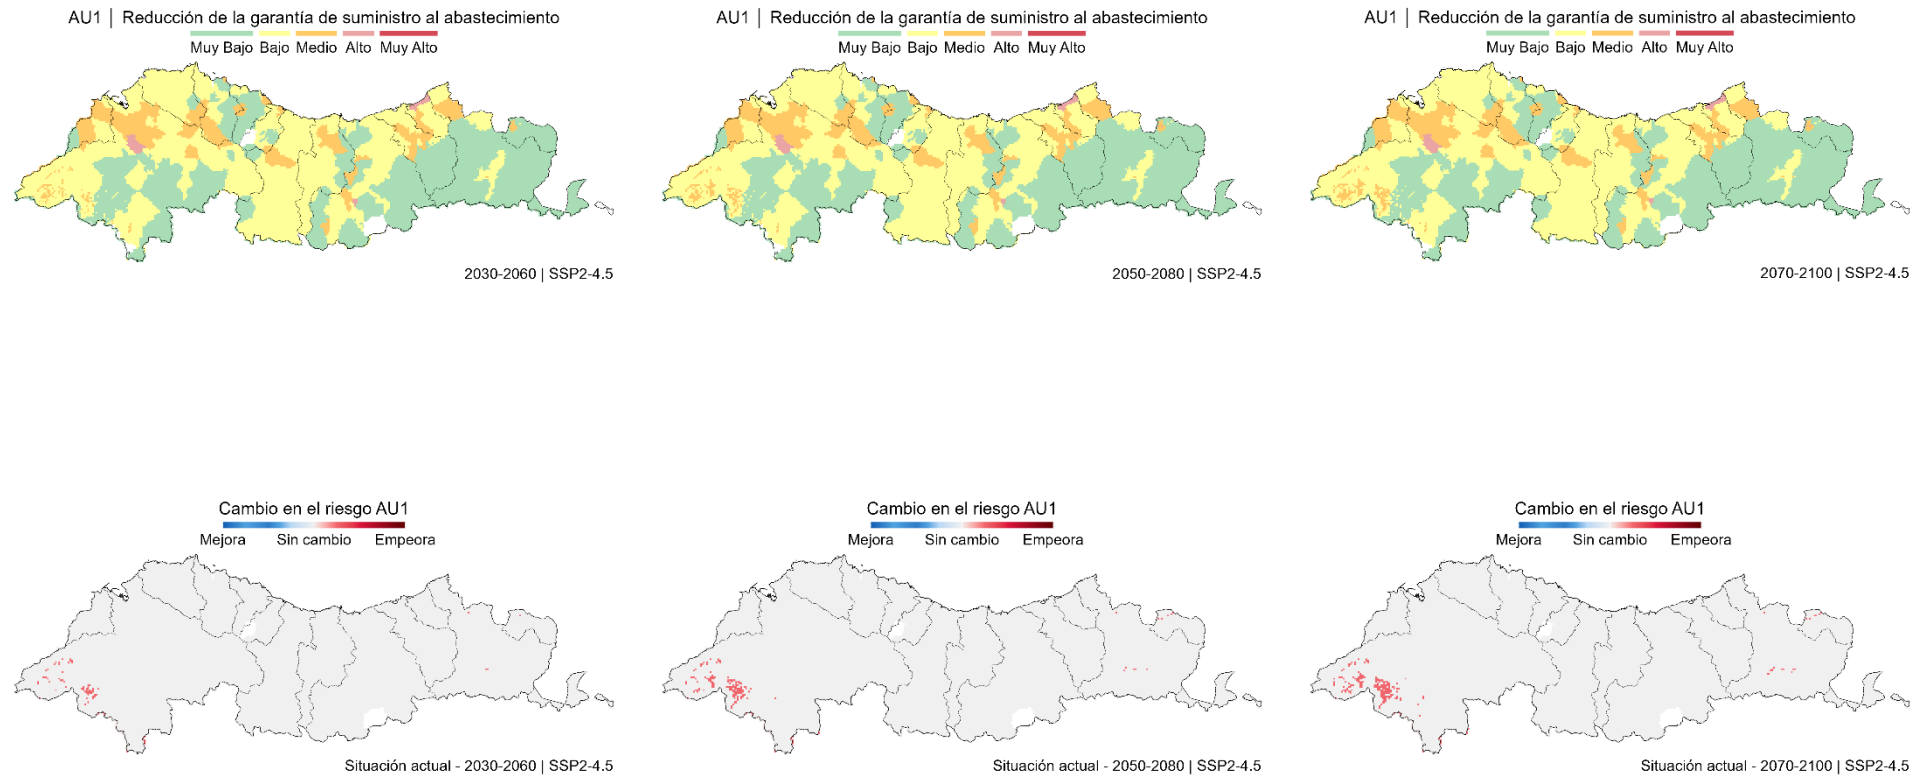 AU1 | Reducción de la garantía de suministro al abastecimiento
Muy Bajo Bajo Medio Alto Muy Alto
2030-2060 | SSP2-4.5
AU1 | Reducción de la garantía de suministro al abastecimiento
Muy Bajo Bajo Medio Alto Muy Alto
2050-2080 | SSP2-4.5
AU1 | Reducción de la garantía de suministro al abastecimiento
Muy Bajo Bajo Medio Alto Muy Alto
2070-2100 | SSP2-4.5
Cambio en el riesgo AU1
Mejora Sin cambio Empeora
Situación actual - 2030-2060 | SSP2-4.5
Cambio en el riesgo AU1
Mejora Sin cambio Empeora
Situación actual - 2050-2080 | SSP2-4.5
Cambio en el riesgo AU1
Mejora Sin cambio Empeora
Situación actual - 2070-2100 | SSP2-4.5